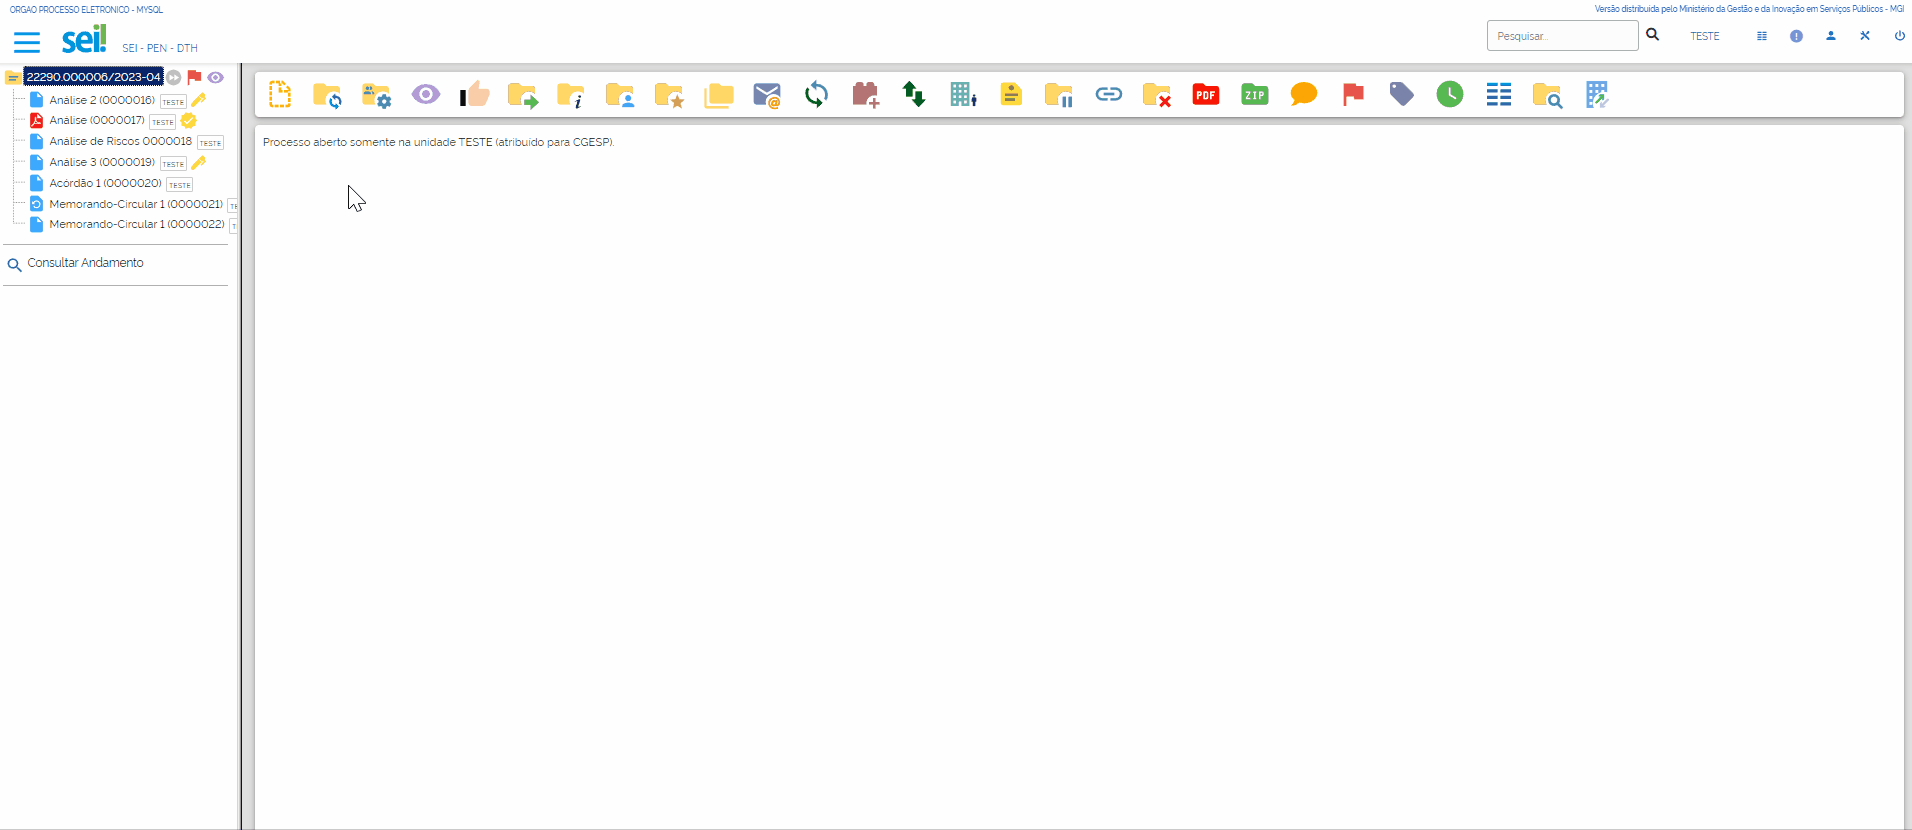 ORGAO PROCESSO ELETRONICO - MYSQL
Versão distribuída pelo Ministério da Gestão e da Inovação em Serviços Públicos - MGI
sei!
SEI - PEN - DTH
Pesquisar...
TESTE
22290.000006/2023-04
Análise 2 (0000016) TESTE
Análise (0000017) TESTE
Análise de Riscos 0000018 TESTE
Análise 3 (0000019) TESTE
Acórdão 1 (0000020) TESTE
Memorando-Circular 1 (0000021) TE
Memorando-Circular 1 (0000022) T
Consultar Andamento
PDF
ZIP
Processo aberto somente na unidade TESTE (atribuído para CGESP).